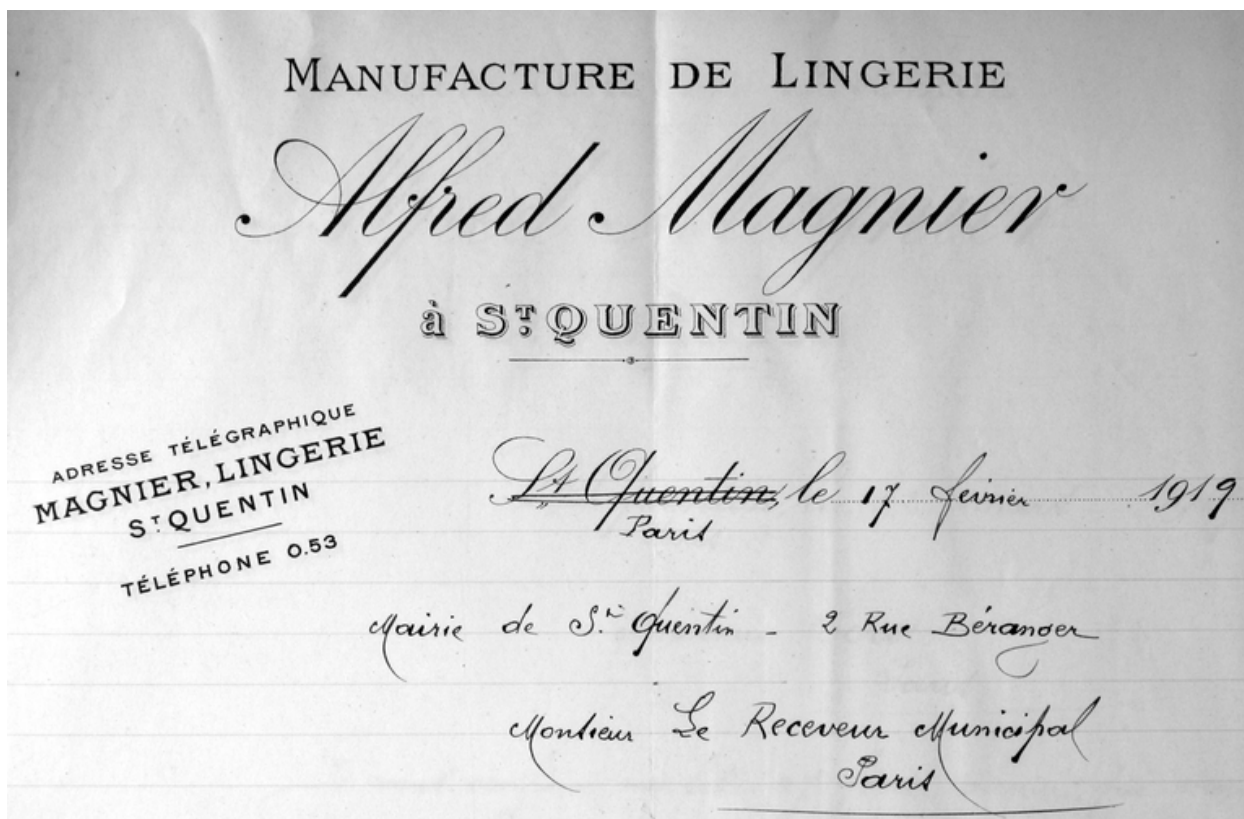 MANUFACTURE DE LINGERIE
Alfred Magnier
à ST QUENTIN
ADRESSE TÉLÉGRAPHIQUE
MAGNIER, LINGERIE
ST QUENTIN
TÉLÉPHONE 0.53
St Quentin, le 17 février 1919
Paris
Mairie de St Quentin - 2 Rue Béranger
Monsieur Le Receveur Municipal
Paris